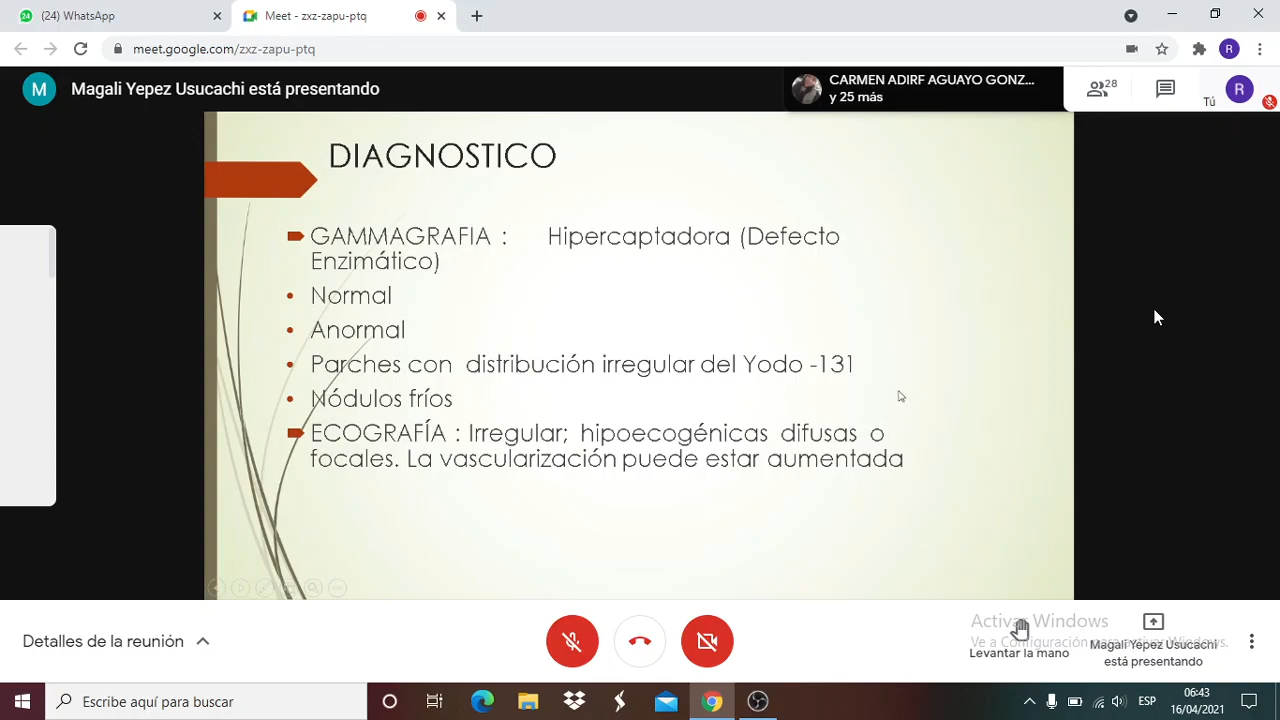 (24) WhatsApp
Meet - zxz-zapu-ptq
meet.google.com/zxz-zapu-ptq
R
M
Magali Yepez Usucachi está presentando
CARMEN ADIRF AGUAYO GONZ...
y 25 más
28
Tú
R
DIAGNOSTICO
GAMMAGRAFIA : Hipercaptadora (Defecto
Enzimático)
• Normal
• Anormal
• Parches con distribución irregular del Yodo -131
• Nódulos fríos
ECOGRAFÍA : Irregular; hipoecogénicas difusas o
focales. La vascularización puede estar aumentada
Detalles de la reunión
Activar Windows
Ve a Configuración para activar Windows.
Levantar la mano
Magali Yepez Usucachi
está presentando
Escribe aquí para buscar
ESP
06:43
16/04/2021